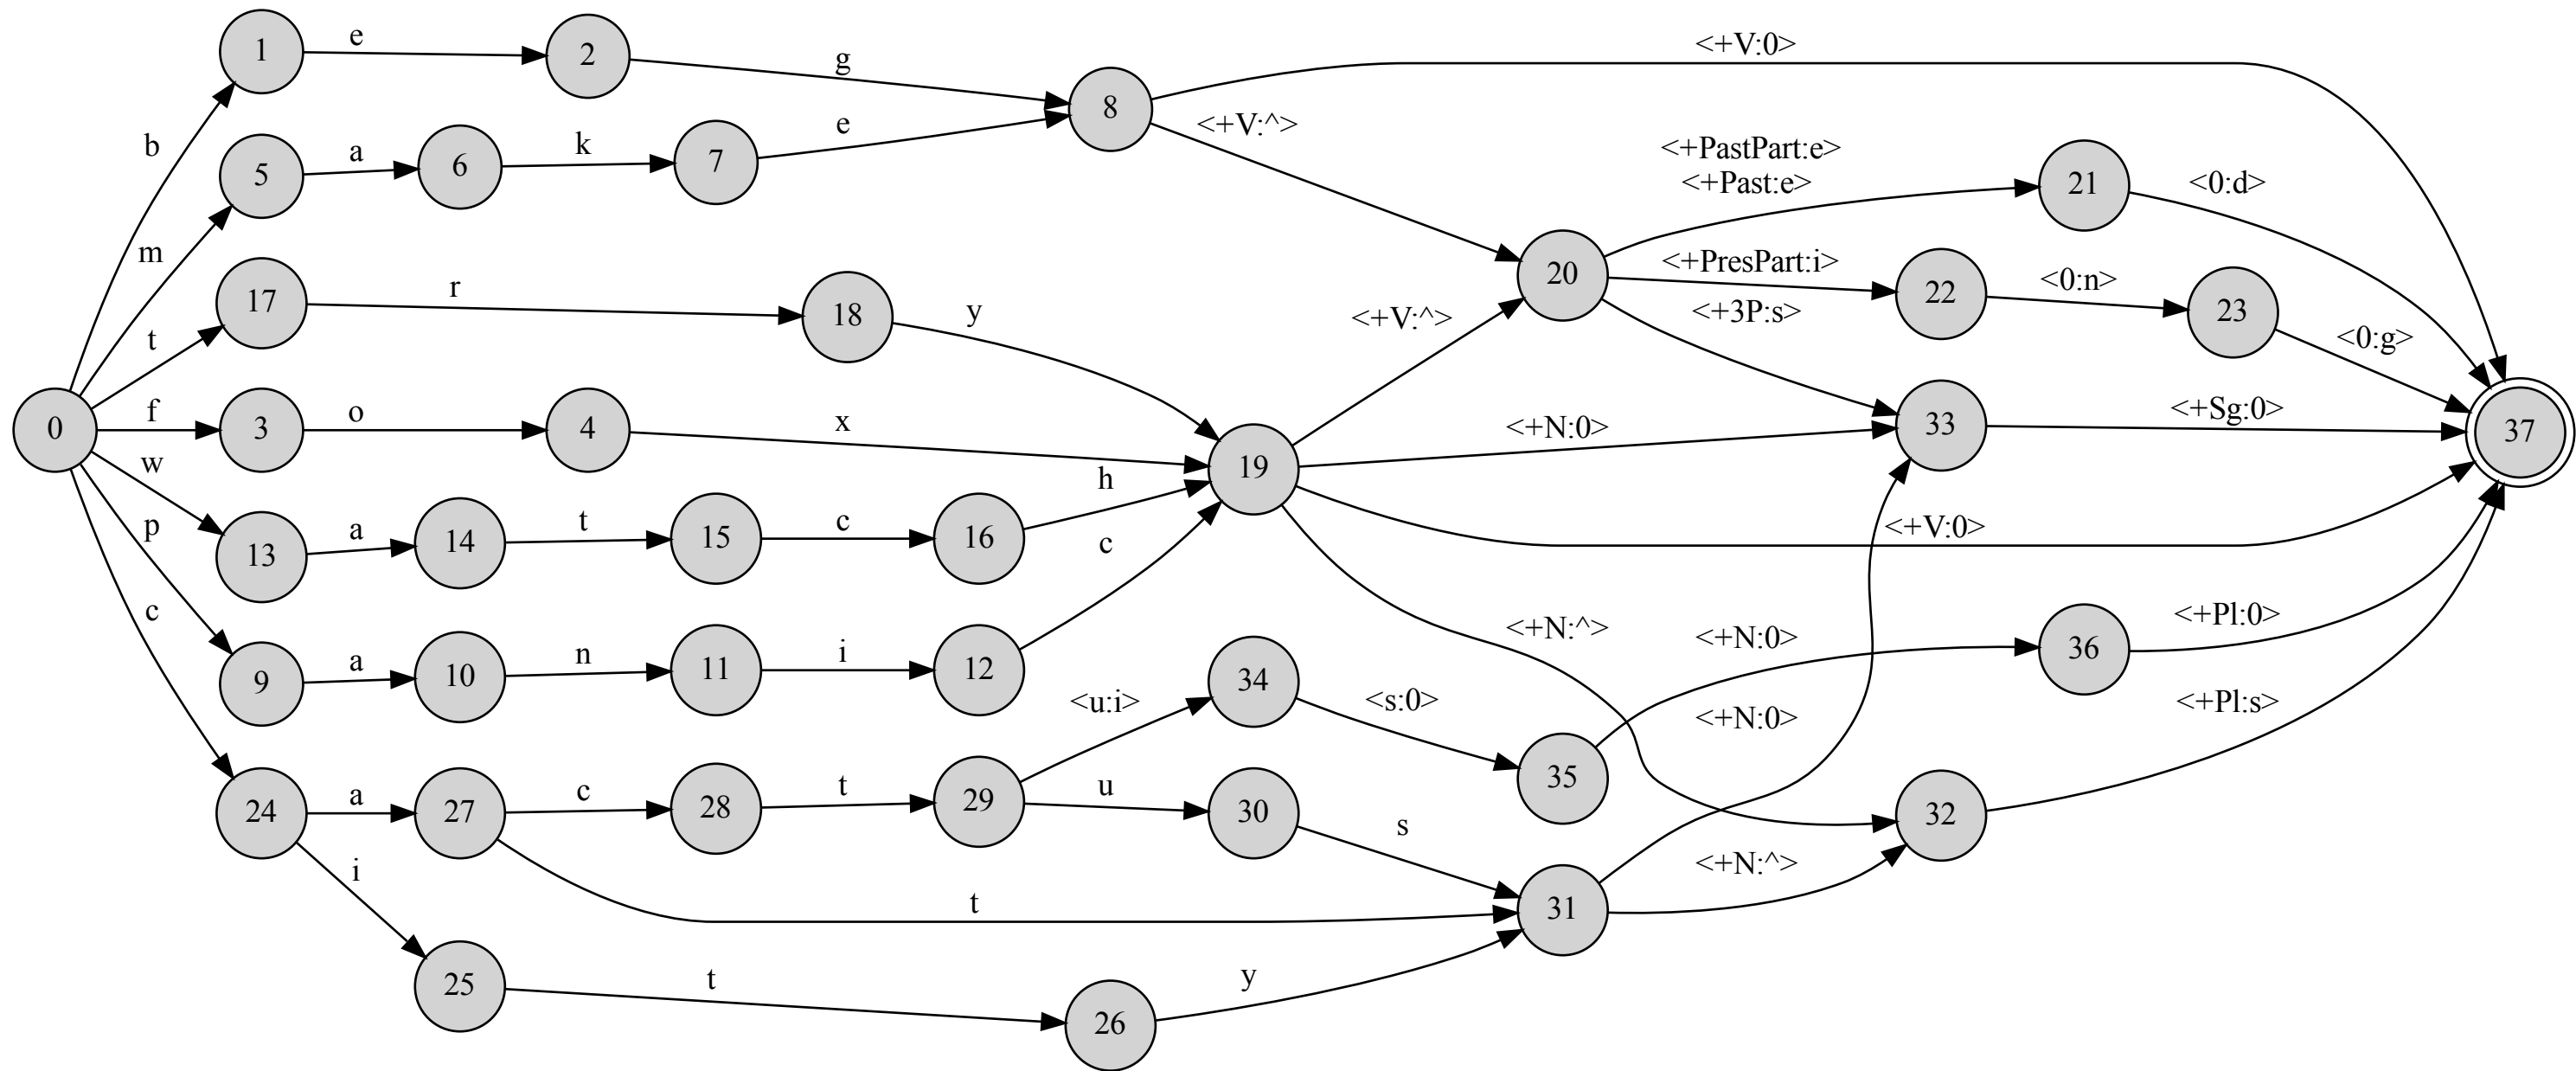 1
e
2
g
<+V:0>
8
b
5
a
6
k
7
e
<+V:^>
<+PastPart:e>
<+Past:e>
21
<0:d>
m
17
r
18
y
<+V:^>
20
<+PresPart:i>
22
<0:n>
23
<+3P:s>
<0:g>
t
0
f
3
o
4
x
19
<+N:0>
33
<+Sg:0>
37
w
13
a
14
t
15
c
16
h
<+V:0>
p
9
a
10
n
11
i
12
c
<+N:^>
<+N:0>
36
<+Pl:0>
c
<u:i>
34
<s:0>
35
<+N:0>
<+Pl:s>
24
a
27
c
28
t
29
u
30
s
32
i
t
31
<+N:^>
25
t
26
y